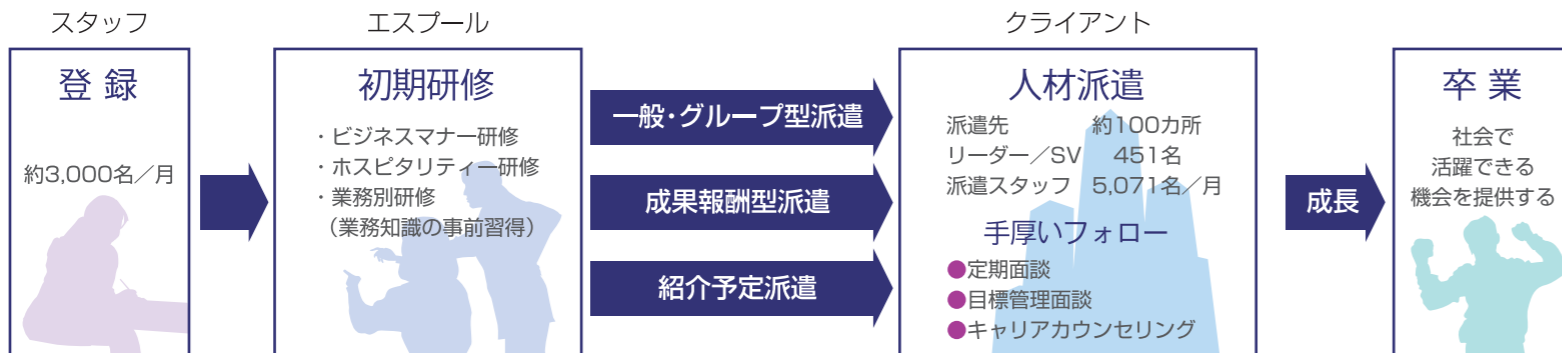 スタッフ
登 録
約3,000名／月
エスプール
初期研修
・ビジネスマナー研修
・ホスピタリティー研修
・業務別研修
（業務知識の事前習得）
一般・グループ型派遣
成果報酬型派遣
紹介予定派遣
クライアント
人材派遣
派遣先 約100カ所
リーダー／SV 451名
派遣スタッフ 5,071名／月
手厚いフォロー
●定期面談
●目標管理面談
●キャリアカウンセリング
成長
卒 業
社会で
活躍できる
機会を提供する